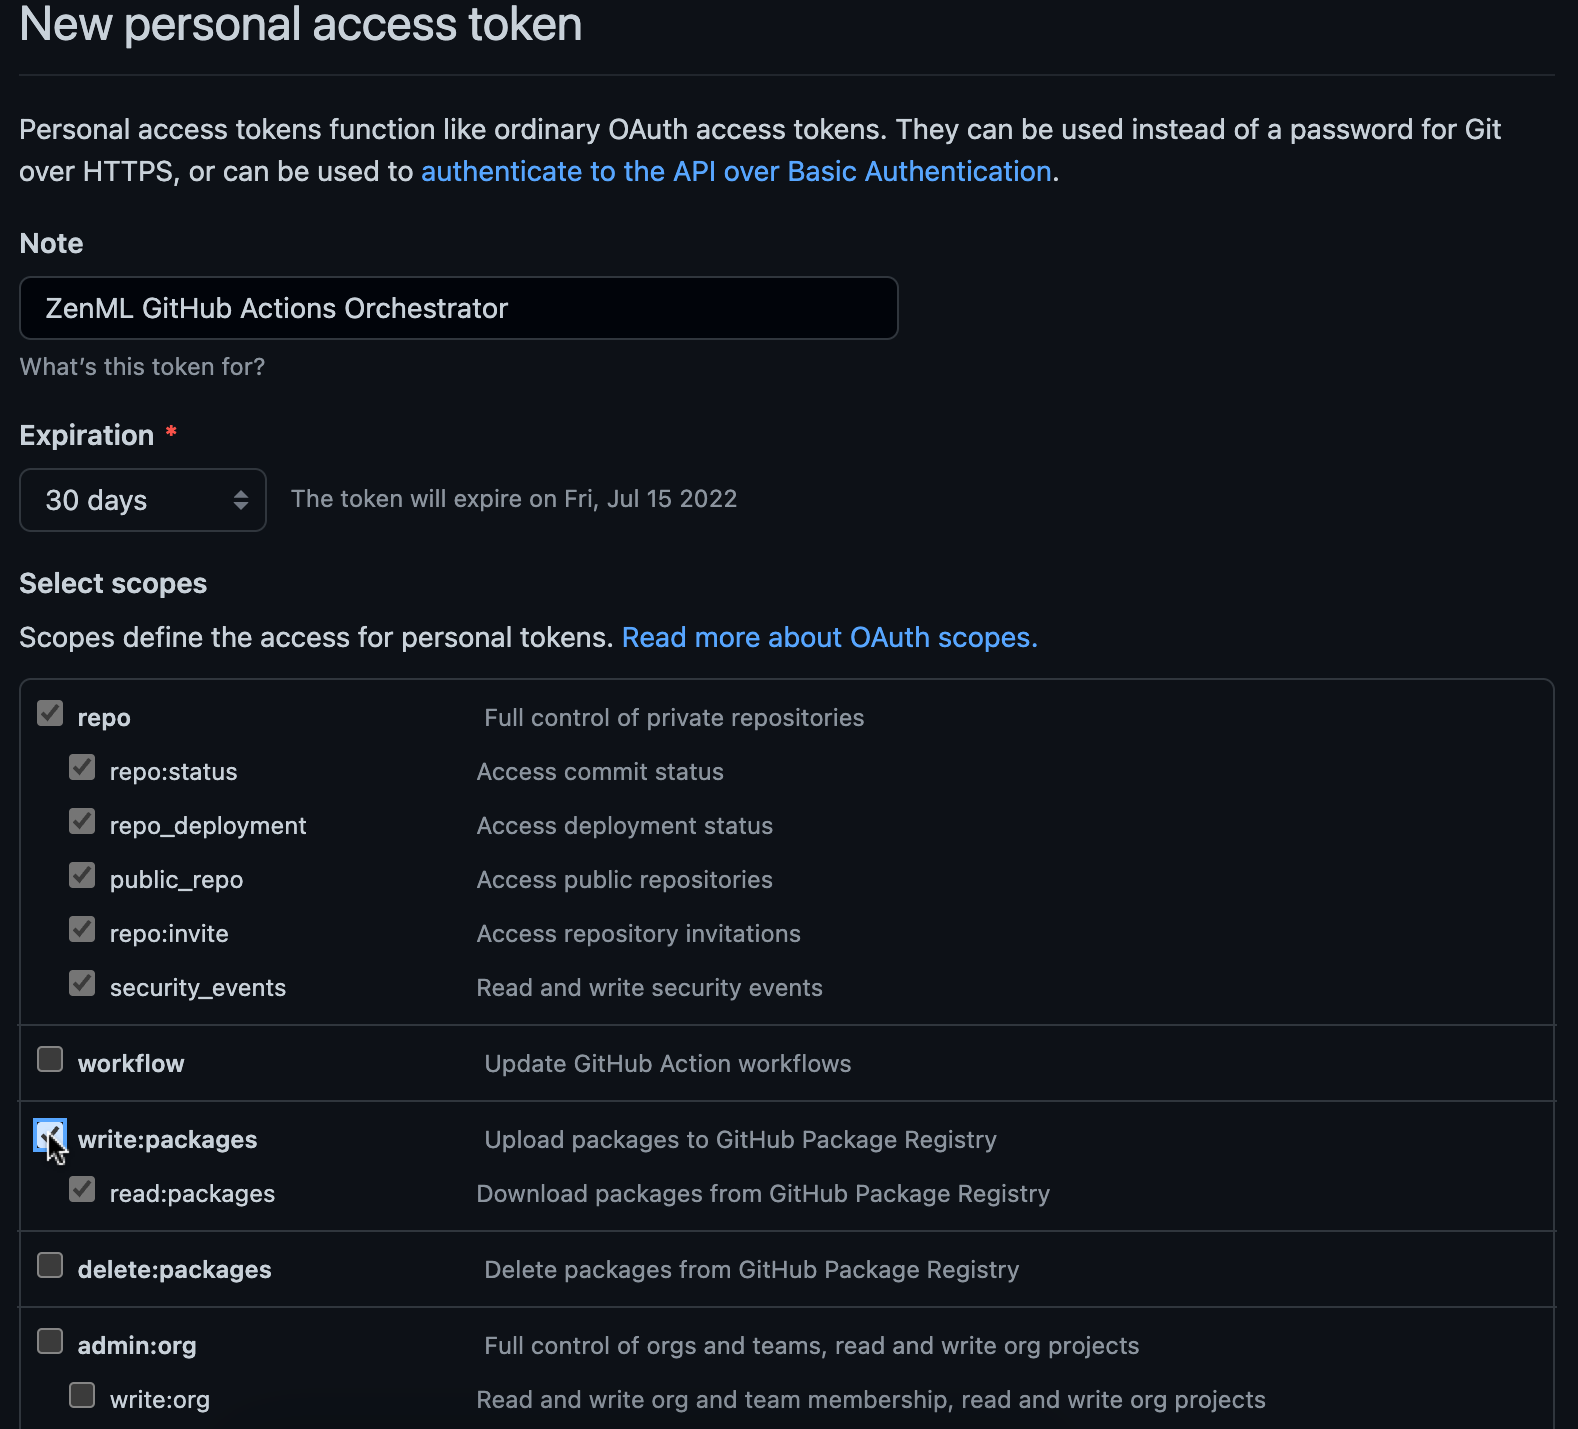 New personal access token
Personal access tokens function like ordinary OAuth access tokens. They can be used instead of a password for Git
over HTTPS, or can be used to authenticate to the API over Basic Authentication.
Note
ZenML GitHub Actions Orchestrator
What's this token for?
Expiration *
30 days The token will expire on Fri, Jul 15 2022
Select scopes
Scopes define the access for personal tokens. Read more about OAuth scopes.
repo Full control of private repositories
repo:status Access commit status
repo_deployment Access deployment status
public_repo Access public repositories
repo:invite Access repository invitations
security_events Read and write security events
workflow Update GitHub Action workflows
write:packages Upload packages to GitHub Package Registry
read:packages Download packages from GitHub Package Registry
delete:packages Delete packages from GitHub Package Registry
admin:org Full control of orgs and teams, read and write org projects
write:org Read and write org and team membership, read and write org projects